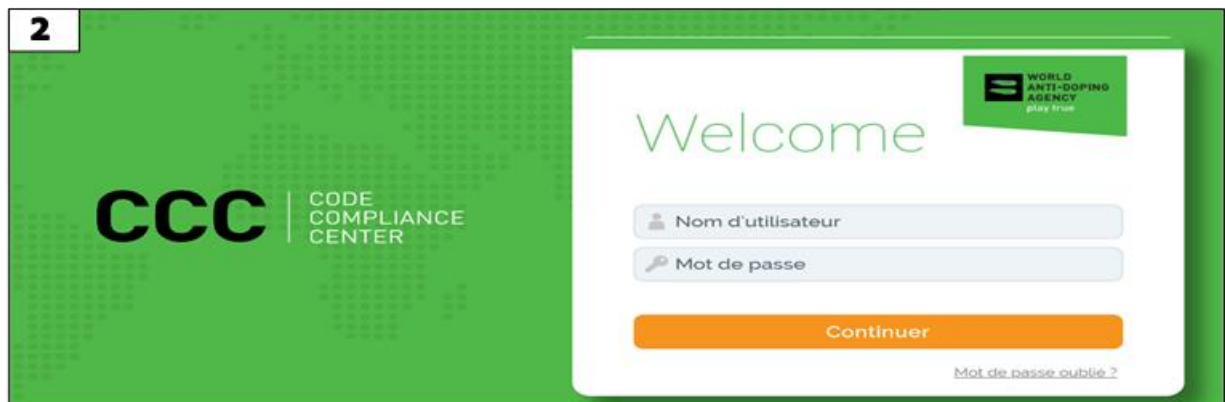 2
CCC
CODE
COMPLIANCE
CENTER
WORLD
ANTI-DOPING
AGENCY
play true
Welcome
Nom d'utilisateur
Mot de passe
Continuer
Mot de passe oublié ?